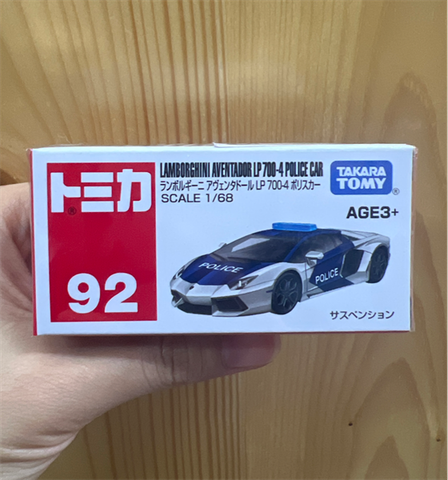 トミカ®
LAMBORGHINI AVENTADOR LP 700-4 POLICE CAR
ランボルギーニ アヴェンタドール LP 700-4 ポリスカー
SCALE 1/68
TAKARA
TOMY®
AGE3+
92
POLICE
POLICE
サスペンション